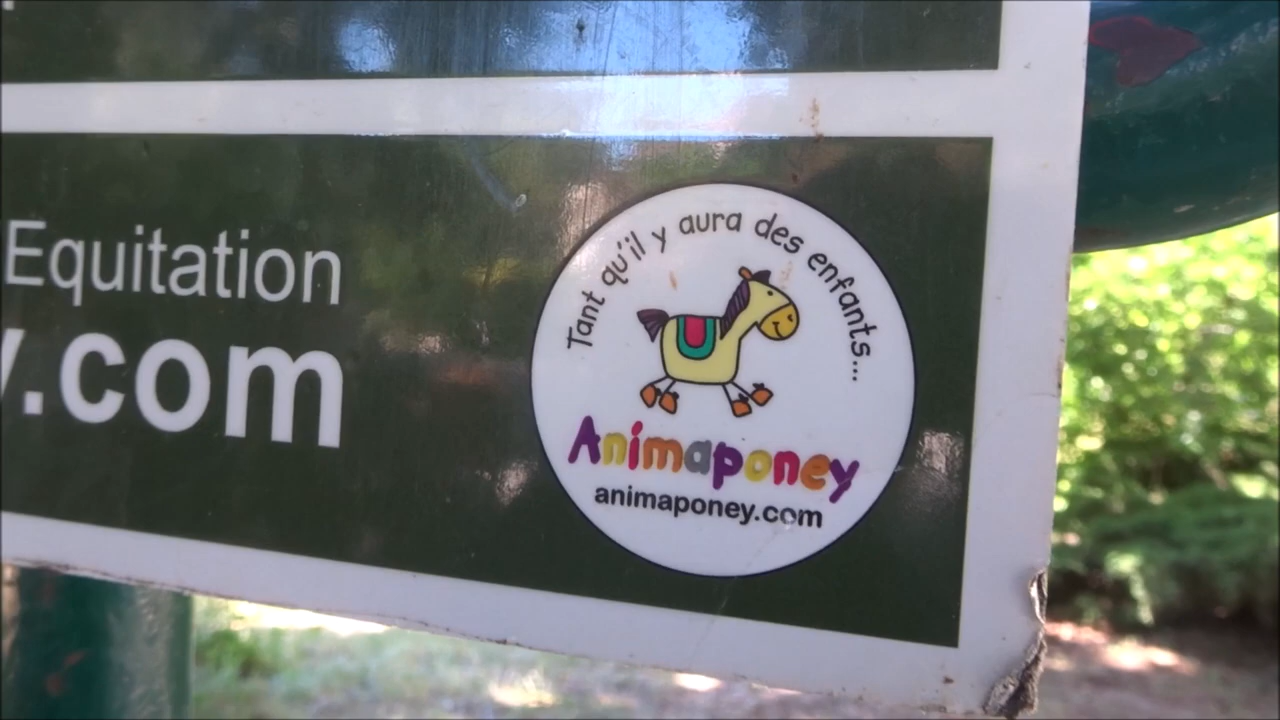 Equitation
.com
Tant qu'il y aura des enfants...
Animaponey
animaponey.com